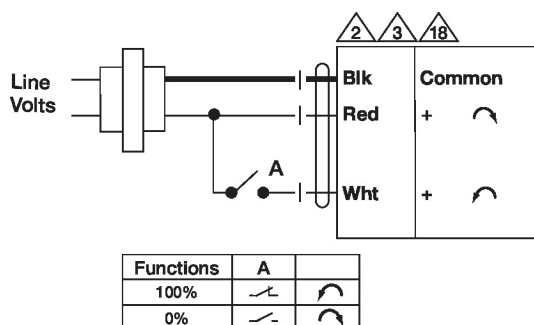 2 3 18
Line
Volts
Blk Common
Red +
A
Wht +
Functions A
100%
0%